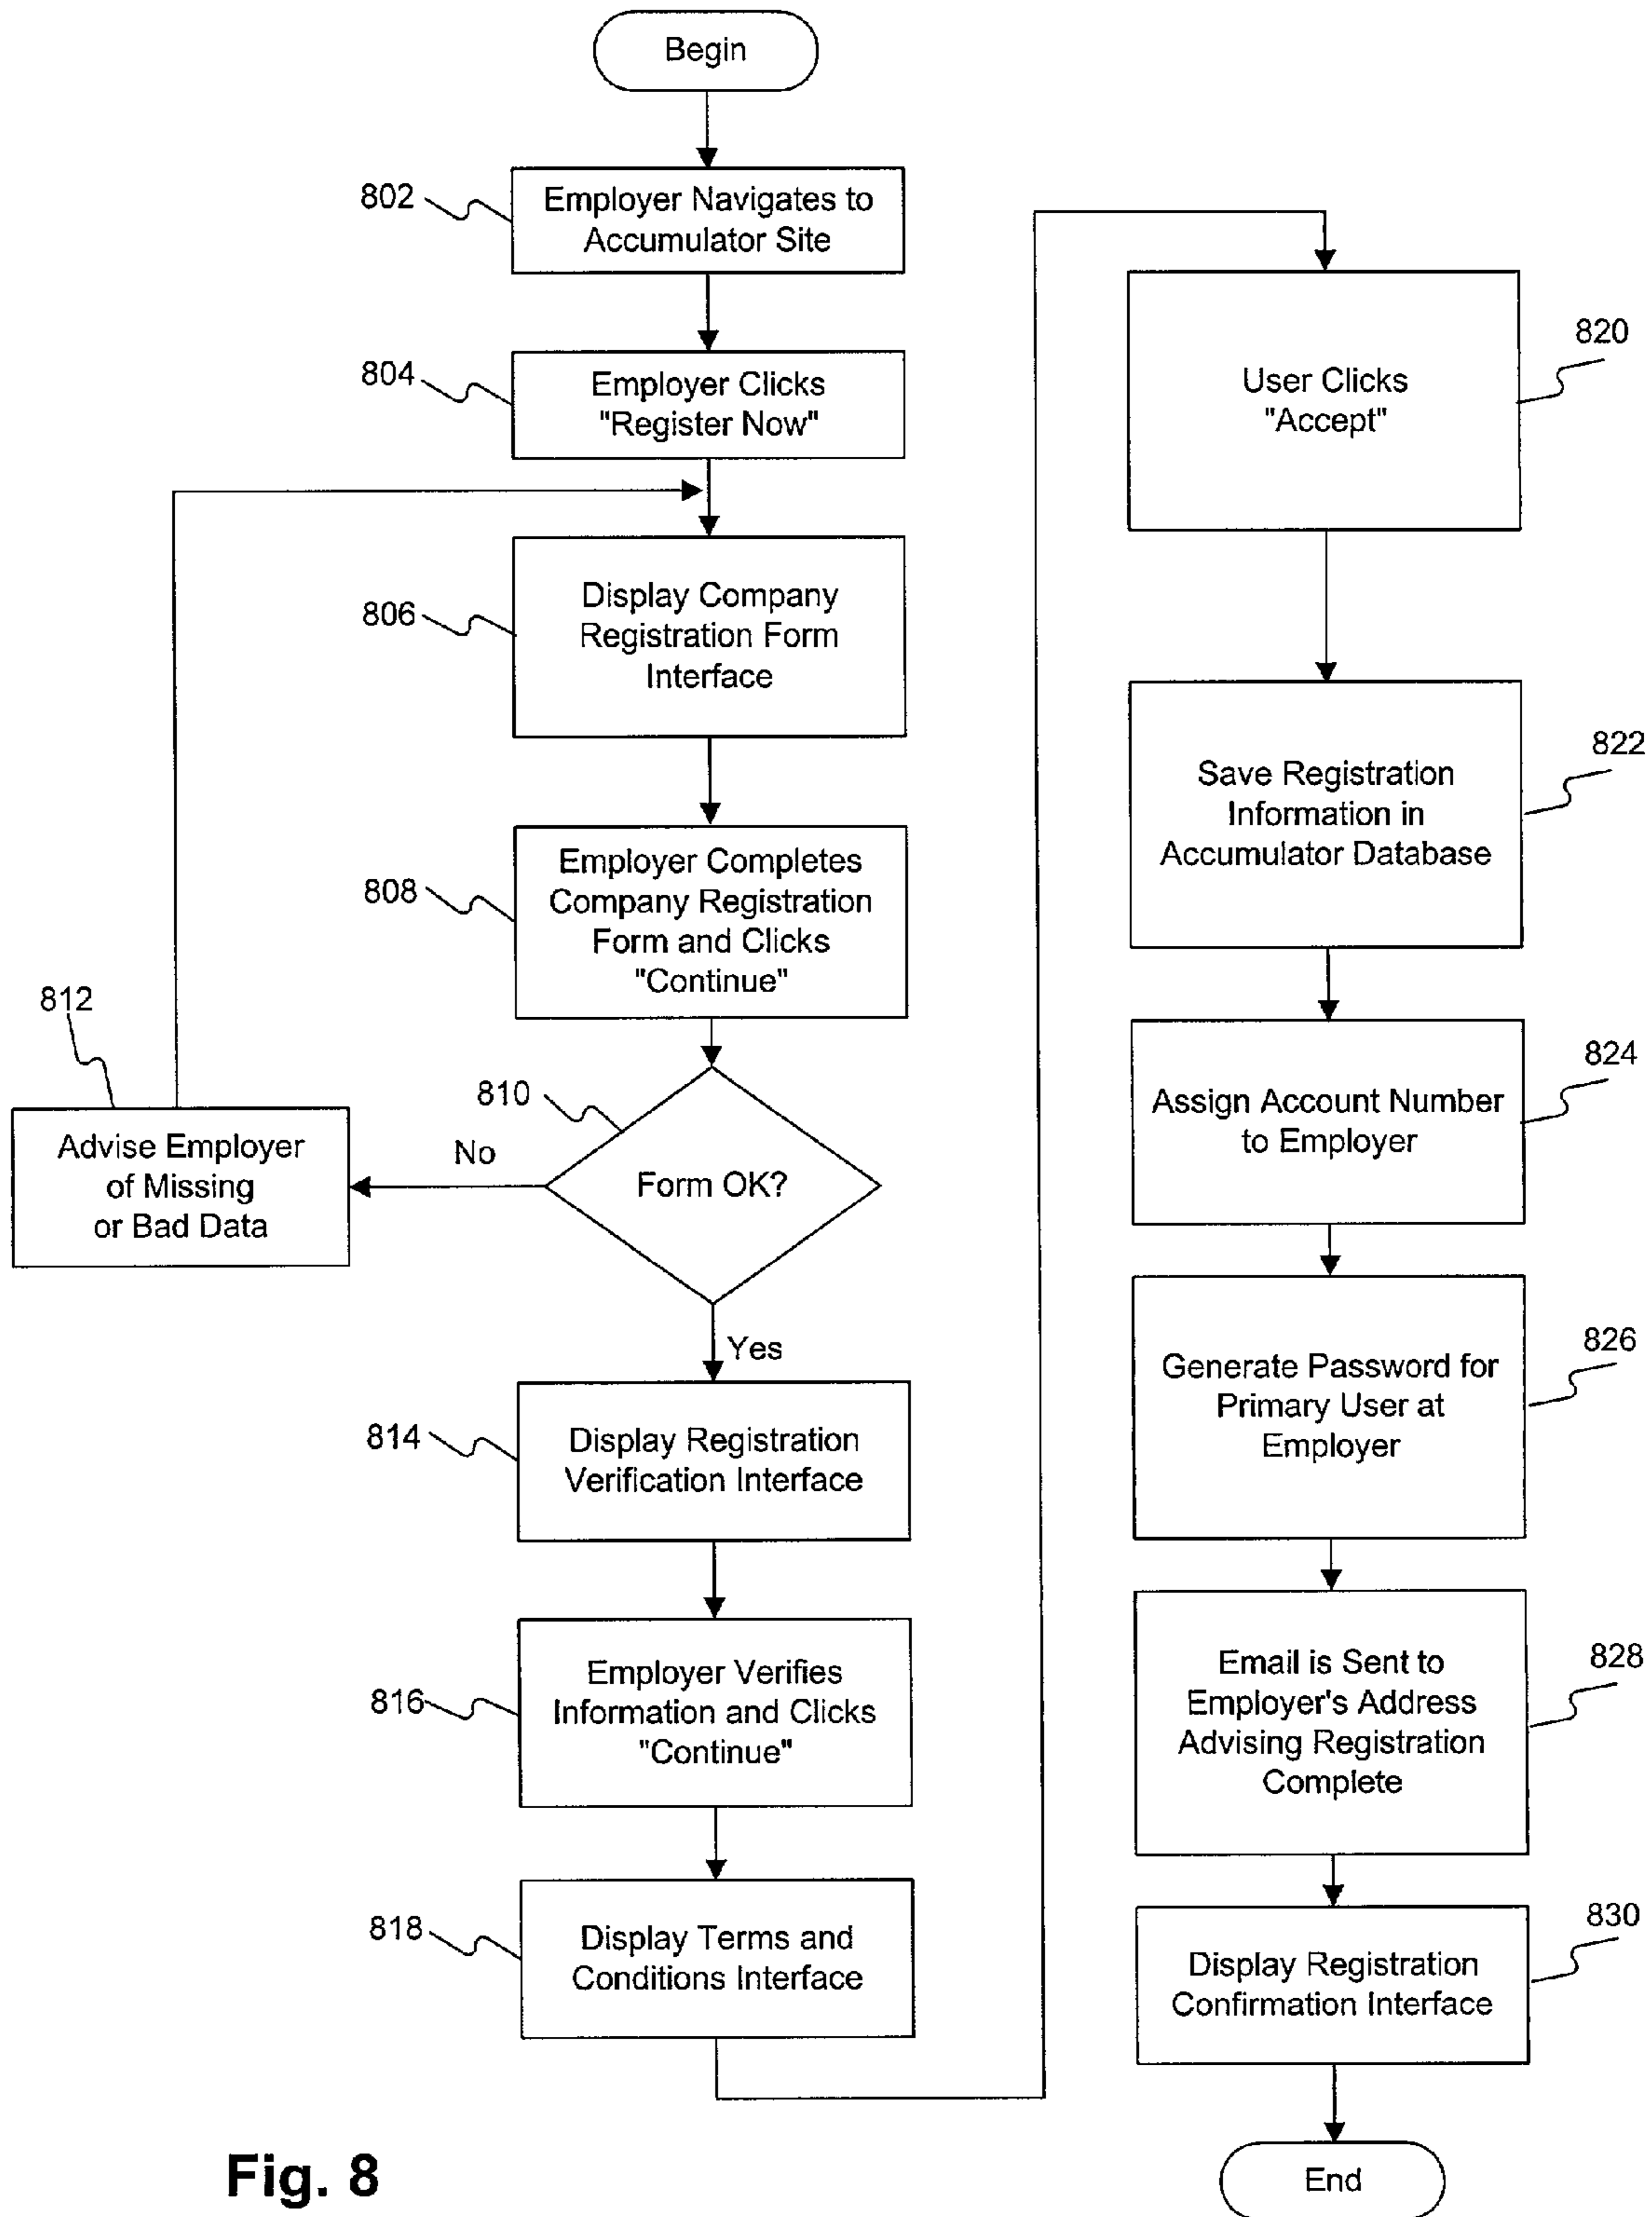 Begin
802
Employer Navigates to
Accumulator Site
804
Employer Clicks
"Register Now"
806
Display Company
Registration Form
Interface
808
Employer Completes
Company Registration
Form and Clicks
"Continue"
810
Form OK?
No
812
Advise Employer
of Missing
or Bad Data
Yes
814
Display Registration
Verification Interface
816
Employer Verifies
Information and Clicks
"Continue"
818
Display Terms and
Conditions Interface
820
User Clicks
"Accept"
822
Save Registration
Information in
Accumulator Database
824
Assign Account Number
to Employer
826
Generate Password for
Primary User at
Employer
828
Email is Sent to
Employer's Address
Advising Registration
Complete
830
Display Registration
Confirmation Interface
End
Fig. 8